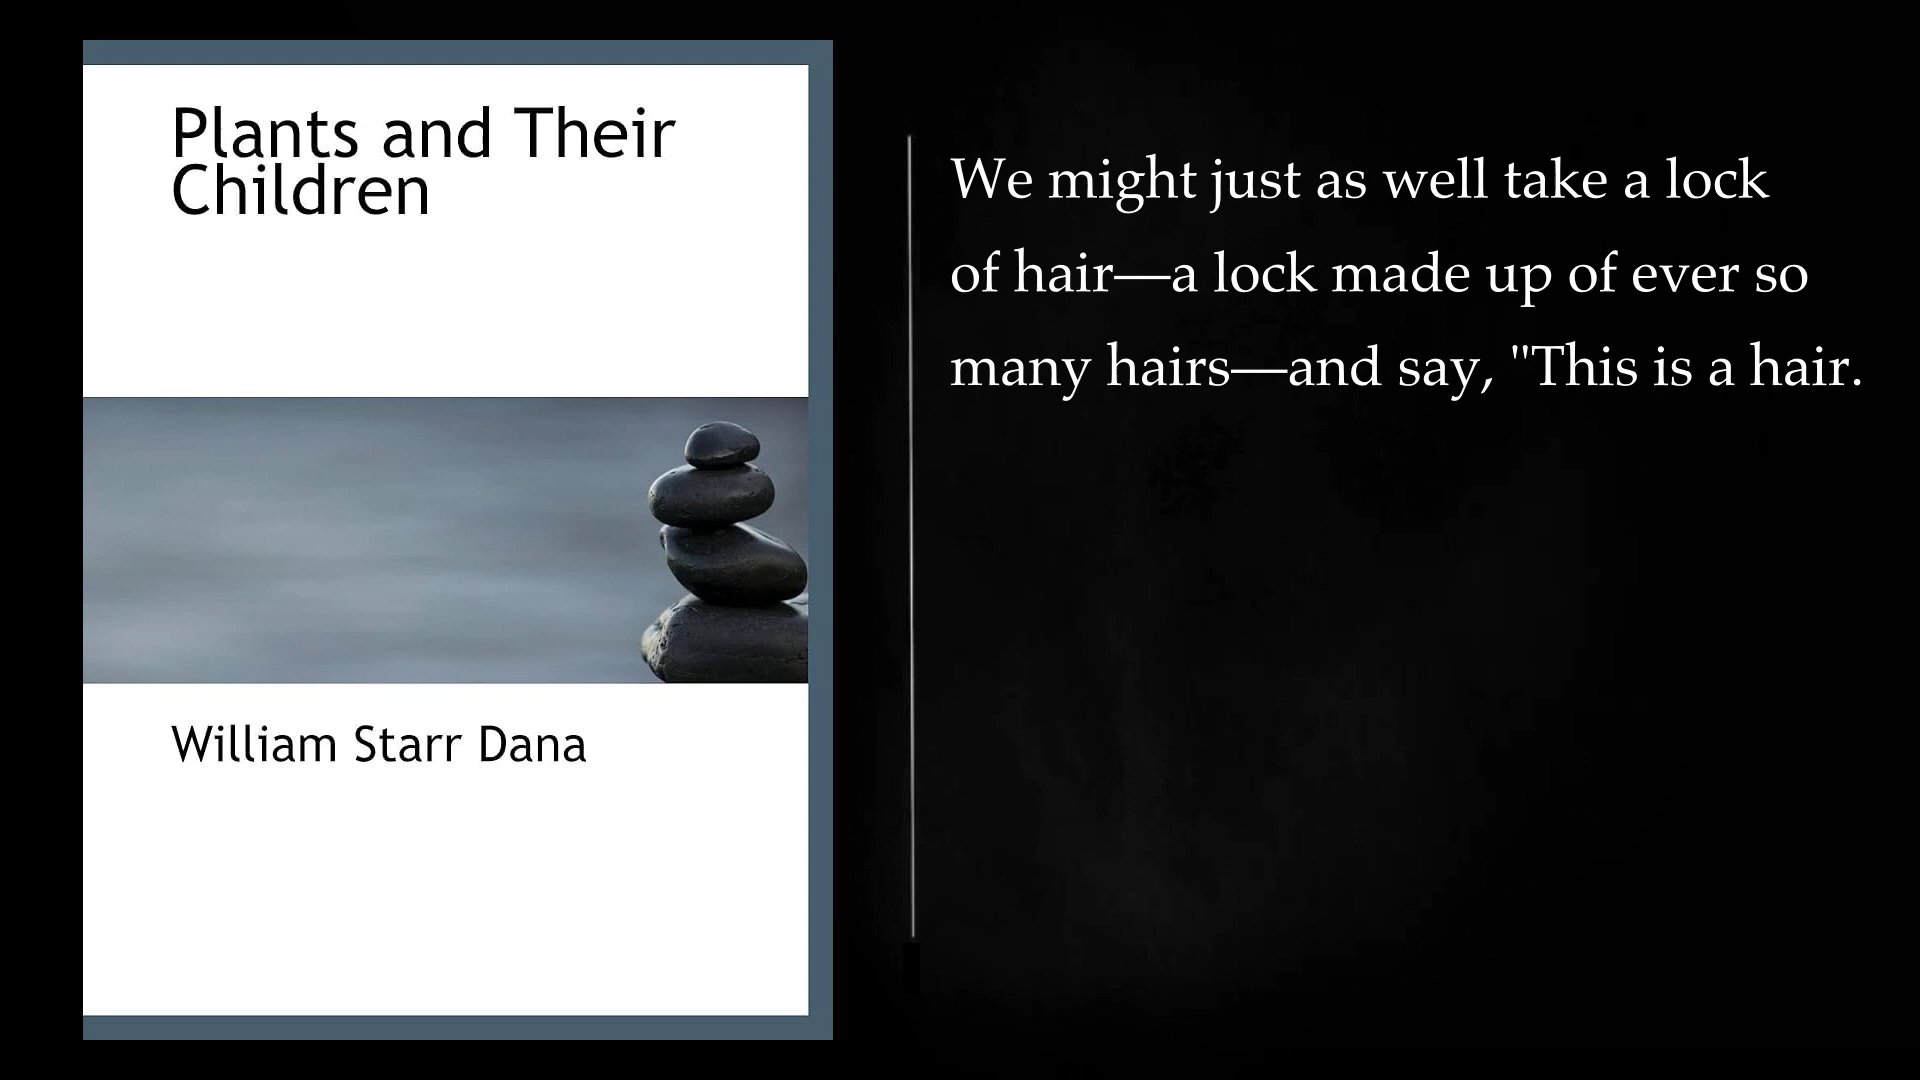 Plants and Their
Children
William Starr Dana
We might just as well take a lock
of hair—a lock made up of ever so
many hairs—and say, "This is a hair.